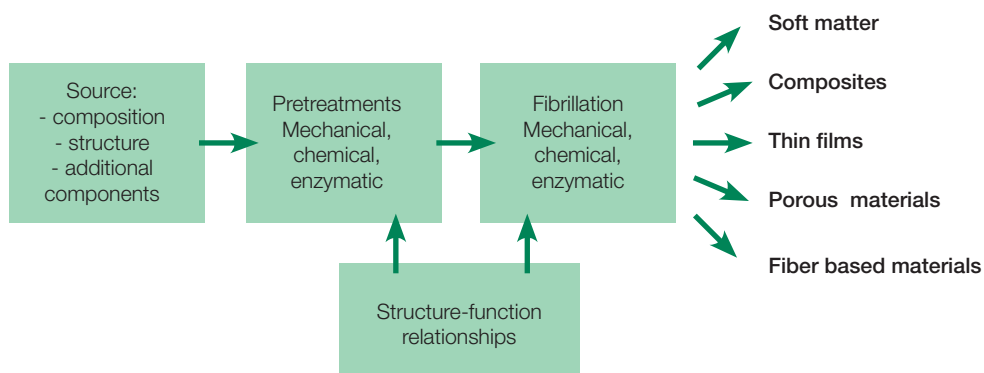 Source:
- composition
- structure
- additional
components
Pretreatments
Mechanical,
chemical,
enzymatic
Fibrillation
Mechanical,
chemical,
enzymatic
Soft matter
Composites
Thin films
Porous materials
Fiber based materials
Structure-function
relationships